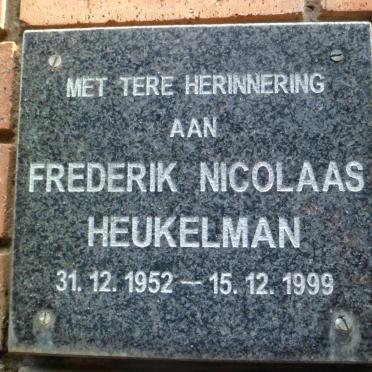 MET TERE HERINNERING
AAN
FREDERIK NICOLAAS
HEUKELMAN
31. 12. 1952 — 15. 12. 1999